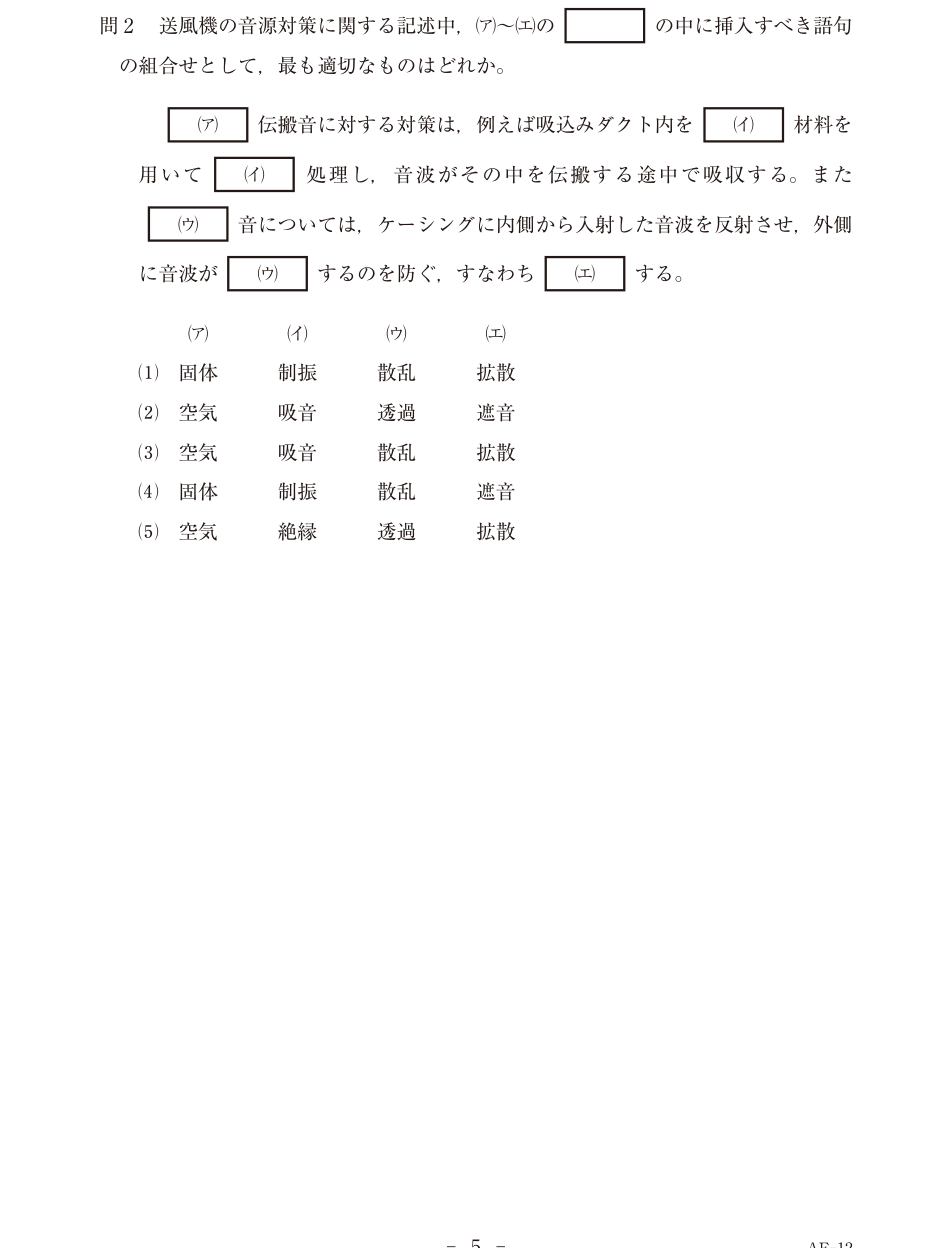 問2 送風機の音源対策に関する記述中，㋐～㋓の の中に挿入すべき語句
の組合せとして，最も適切なものはどれか。
(ア) 伝搬音に対する対策は，例えば吸込みダクト内を (イ) 材料を
用いて (イ) 処理し，音波がその中を伝搬する途中で吸収する。また
(ウ) 音については，ケーシングに内側から入射した音波を反射させ，外側
に音波が (ウ) するのを防ぐ，すなわち (エ) する。
(ア) (イ) (ウ) (エ)
(1) 固体 制振 散乱 拡散
(2) 空気 吸音 透過 遮音
(3) 空気 吸音 散乱 拡散
(4) 固体 制振 散乱 遮音
(5) 空気 絶縁 透過 拡散
- 5 -